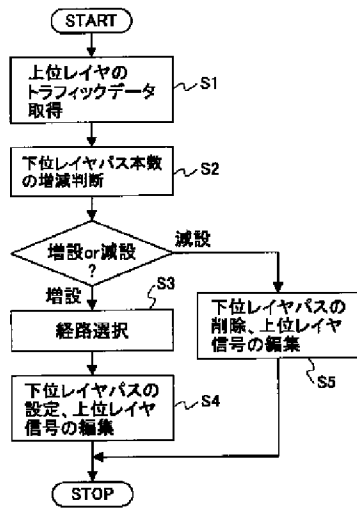 START
上位レイヤの
トラフィックデータ
取得
S1
下位レイヤパス本数
の増減判断
S2
増設or減設
?
減設
増設
S3
経路選択
下位レイヤパスの
設定、上位レイヤ
信号の編集
S4
下位レイヤパスの
削除、上位レイヤ
信号の編集
S5
STOP